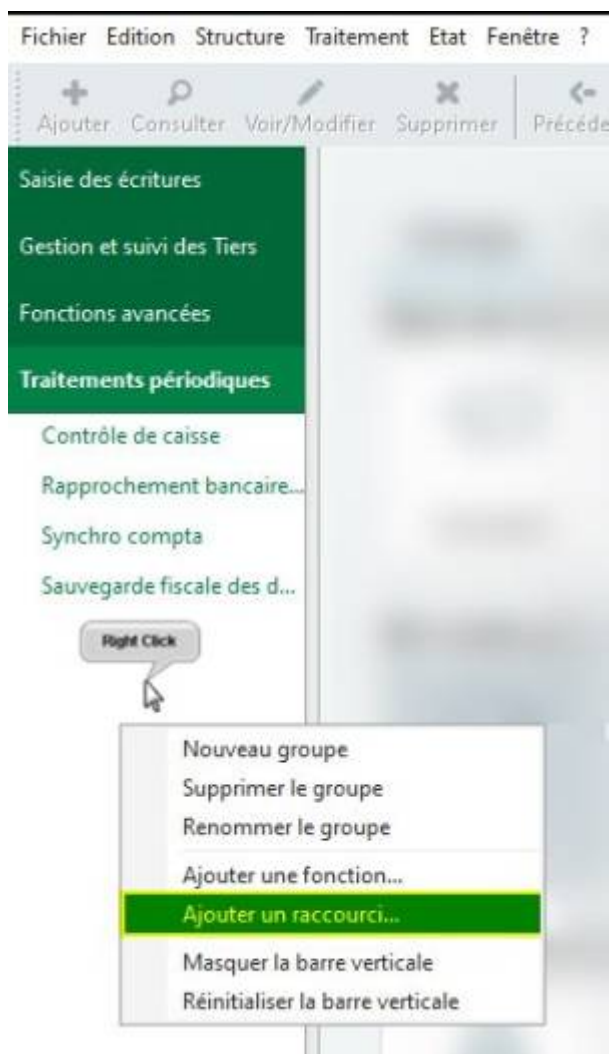 Fichier Edition Structure Traitement Etat Fenêtre ?
Ajouter Consulter Voir/Modifier Supprimer
Saisie des écritures
Gestion et suivi des Tiers
Fonctions avancées
Traitements périodiques
Contrôle de caisse
Rapprochement bancaire...
Synchro compta
Sauvegarde fiscale des d...
Right Click
Nouveau groupe
Supprimer le groupe
Renommer le groupe
Ajouter une fonction...
Ajouter un raccourci...
Masquer la barre verticale
Réinitialiser la barre verticale